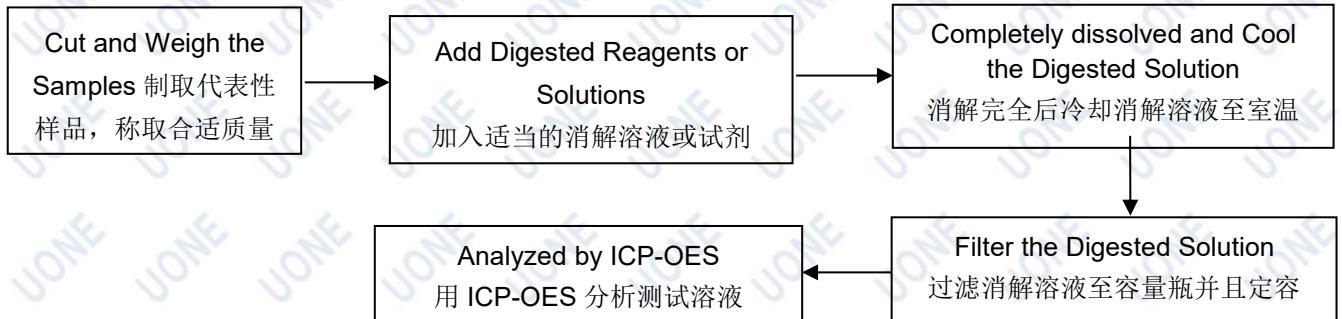 Cut and Weigh the
Samples 制取代表性
样品，称取合适质量
Add Digested Reagents or
Solutions
加入适当的消解溶液或试剂
Completely dissolved and Cool
the Digested Solution
消解完全后冷却消解溶液至室温
Filter the Digested Solution
过滤消解溶液至容量瓶并且定容
Analyzed by ICP-OES
用 ICP-OES 分析测试溶液
UONE